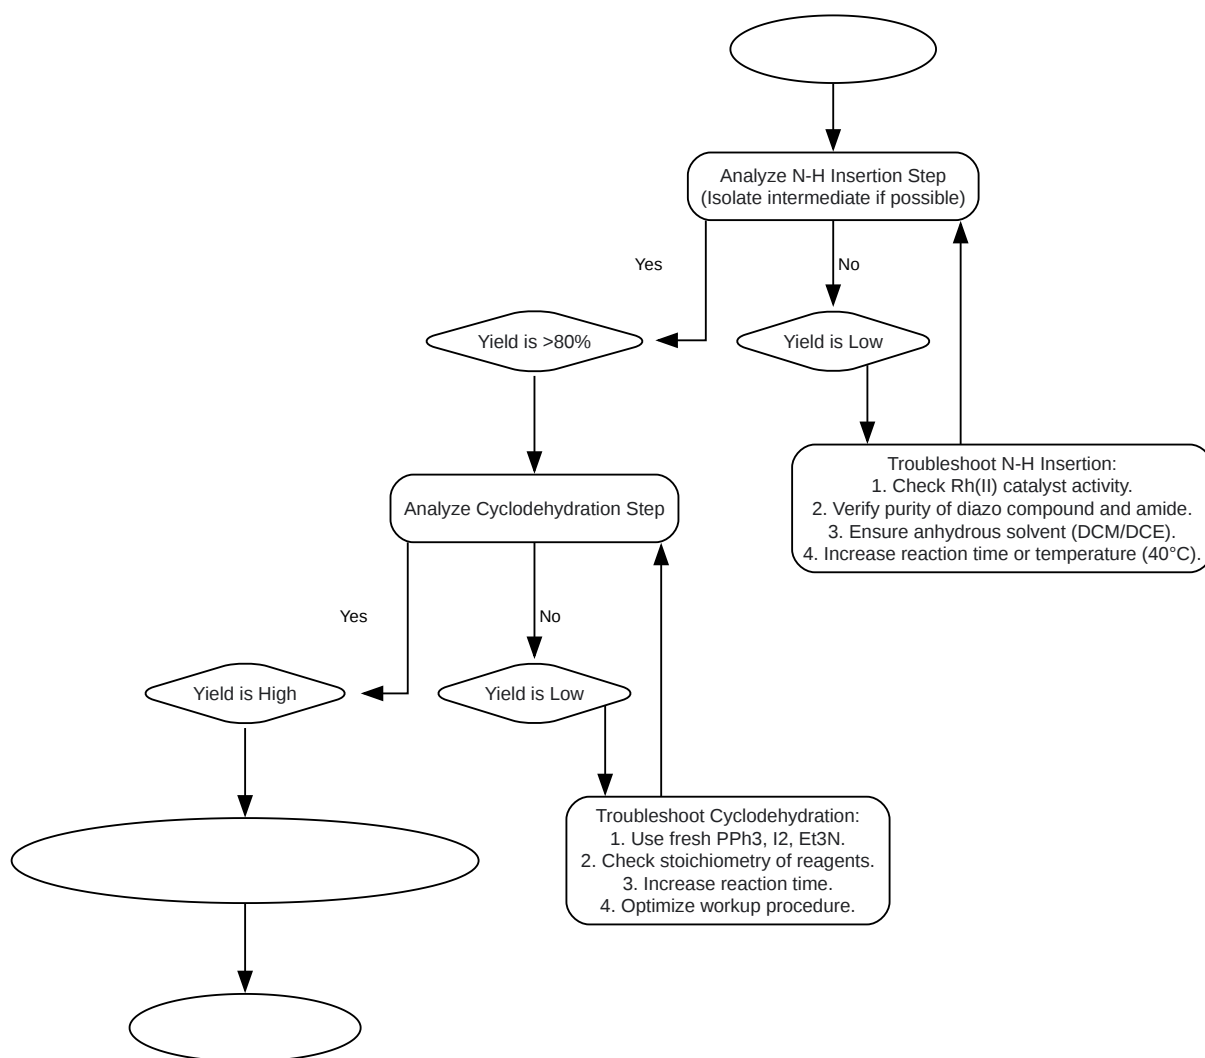 Analyze N-H Insertion Step
(Isolate intermediate if possible)
Yes
No
Yield is >80%
Yield is Low
Troubleshoot N-H Insertion:
1. Check Rh(II) catalyst activity.
2. Verify purity of diazo compound and amide.
3. Ensure anhydrous solvent (DCM/DCE).
4. Increase reaction time or temperature (40°C).
Analyze Cyclodehydration Step
Yes
No
Yield is High
Yield is Low
Troubleshoot Cyclodehydration:
1. Use fresh PPh3, I2, Et3N.
2. Check stoichiometry of reagents.
3. Increase reaction time.
4. Optimize workup procedure.